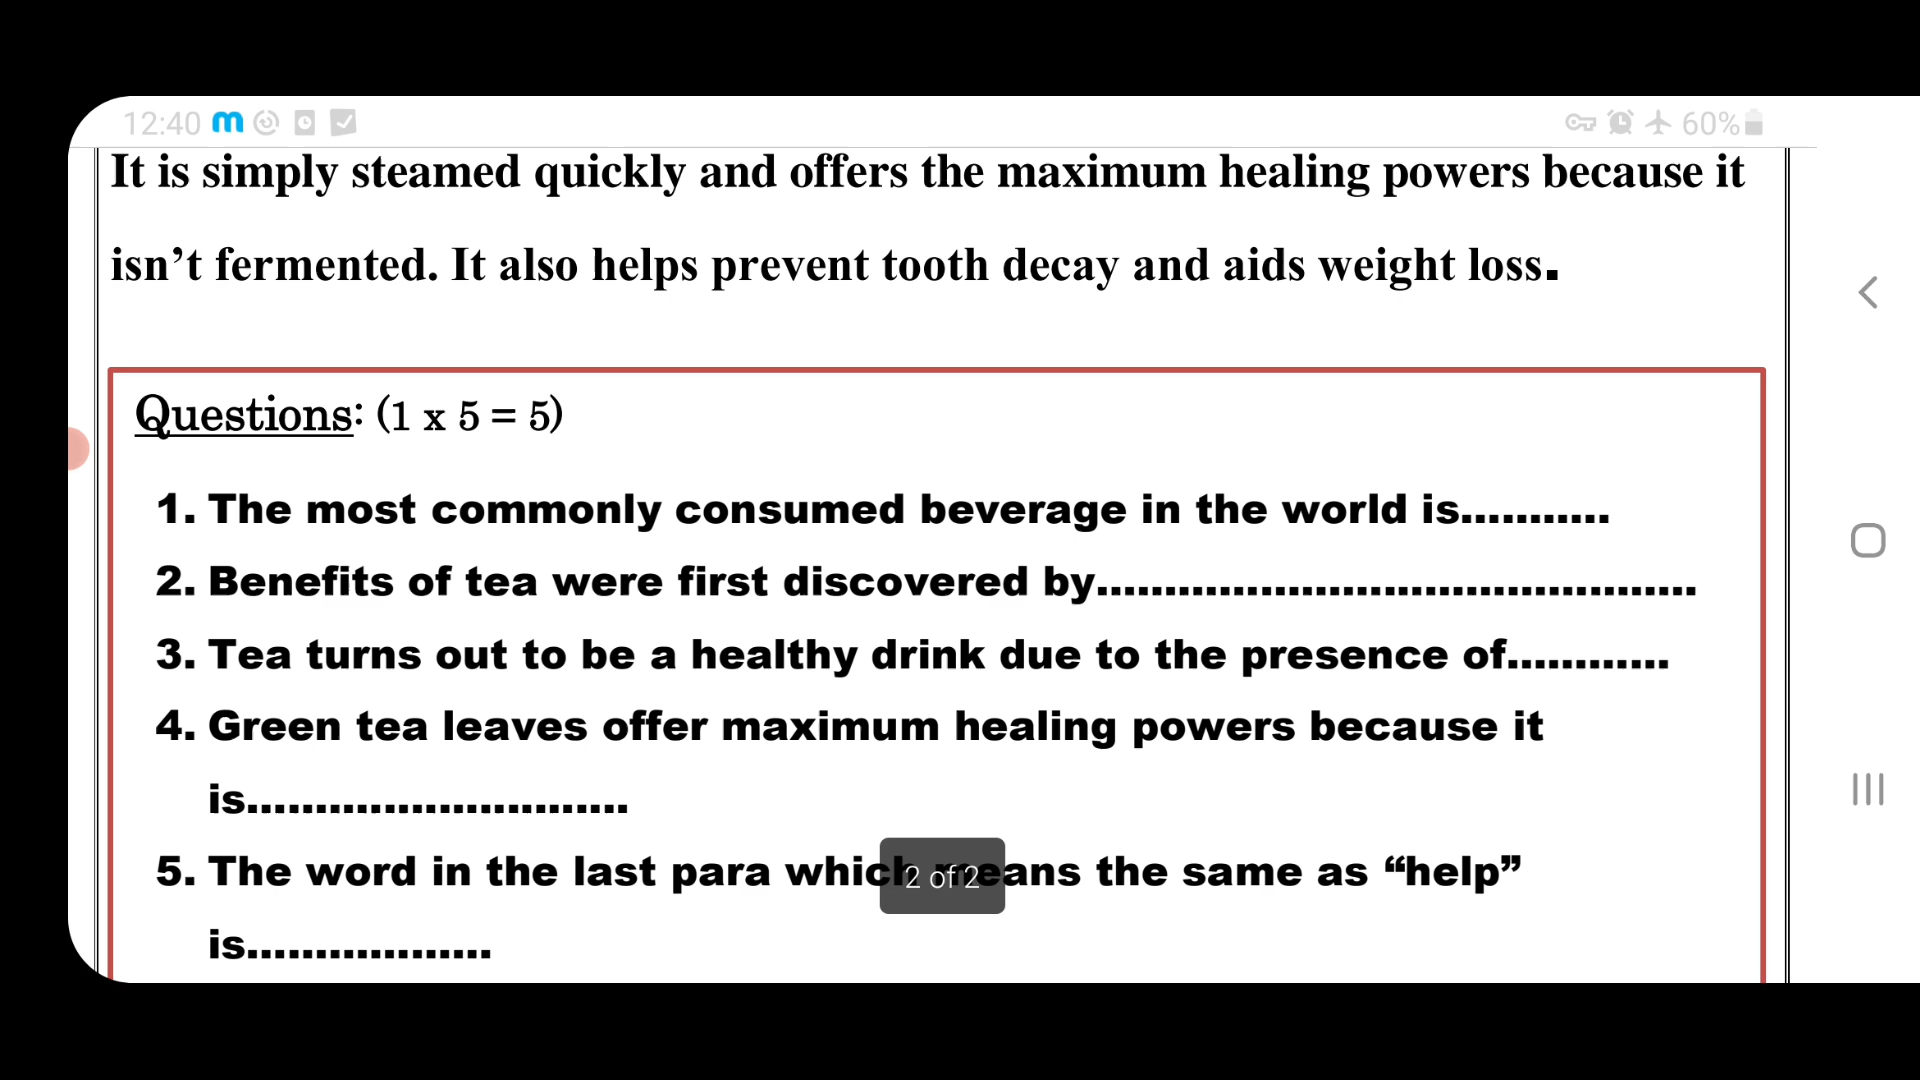 12:40 m 60%
It is simply steamed quickly and offers the maximum healing powers because it
isn’t fermented. It also helps prevent tooth decay and aids weight loss.
Questions: (1 x 5 = 5)
1. The most commonly consumed beverage in the world is...........
2. Benefits of tea were first discovered by............................................
3. Tea turns out to be a healthy drink due to the presence of............
4. Green tea leaves offer maximum healing powers because it
is............................
5. The word in the last para which means the same as “help”
2 of 2
is..................